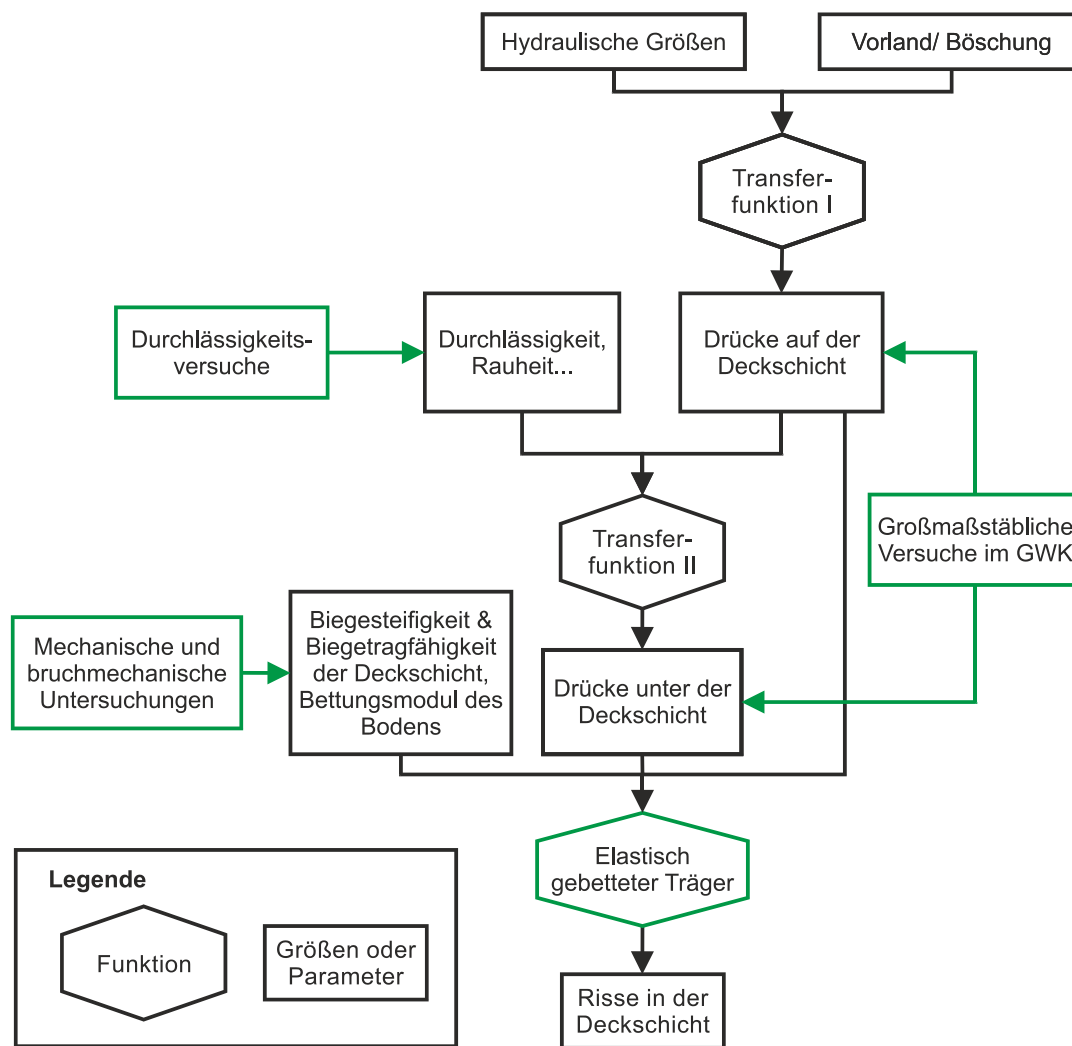 Hydraulische Größen
Vorland/ Böschung
Transfer-
funktion I
Durchlässigkeits-
versuche
Durchlässigkeit,
Rauheit...
Drücke auf der
Deckschicht
Großmaßstäbliche
Versuche im GWK
Transfer-
funktion II
Mechanische und
bruchmechanische
Untersuchungen
Biegesteifigkeit &
Biegetragfähigkeit
der Deckschicht,
Bettungsmodul des
Bodens
Drücke unter der
Deckschicht
Elastisch
gebetteter Träger
Risse in der
Deckschicht
Legende
Funktion
Größen oder
Parameter